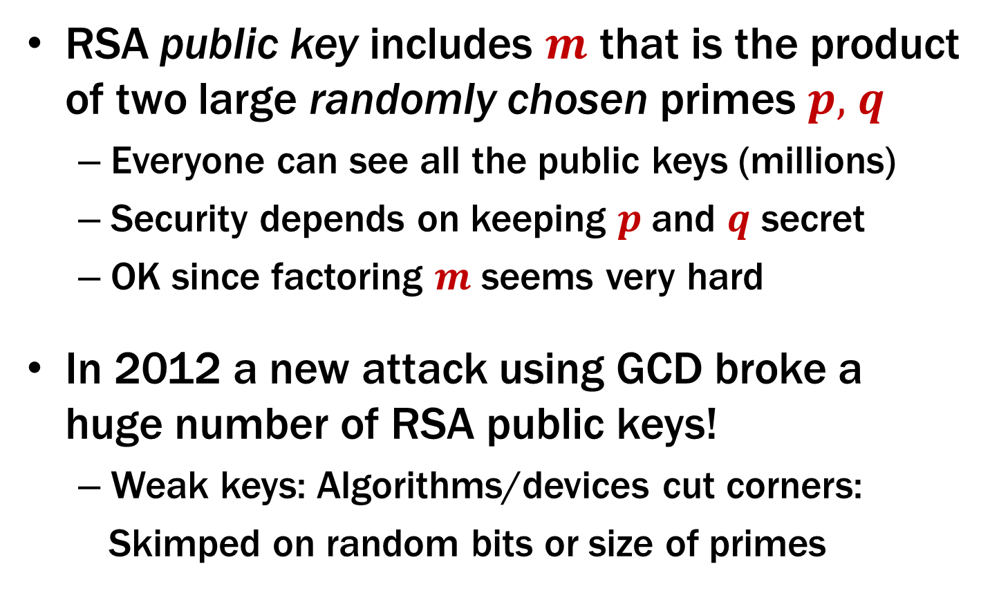 • RSA public key includes m that is the product
of two large randomly chosen primes p, q
– Everyone can see all the public keys (millions)
– Security depends on keeping p and q secret
– OK since factoring m seems very hard
• In 2012 a new attack using GCD broke a
huge number of RSA public keys!
– Weak keys: Algorithms/devices cut corners:
Skimped on random bits or size of primes